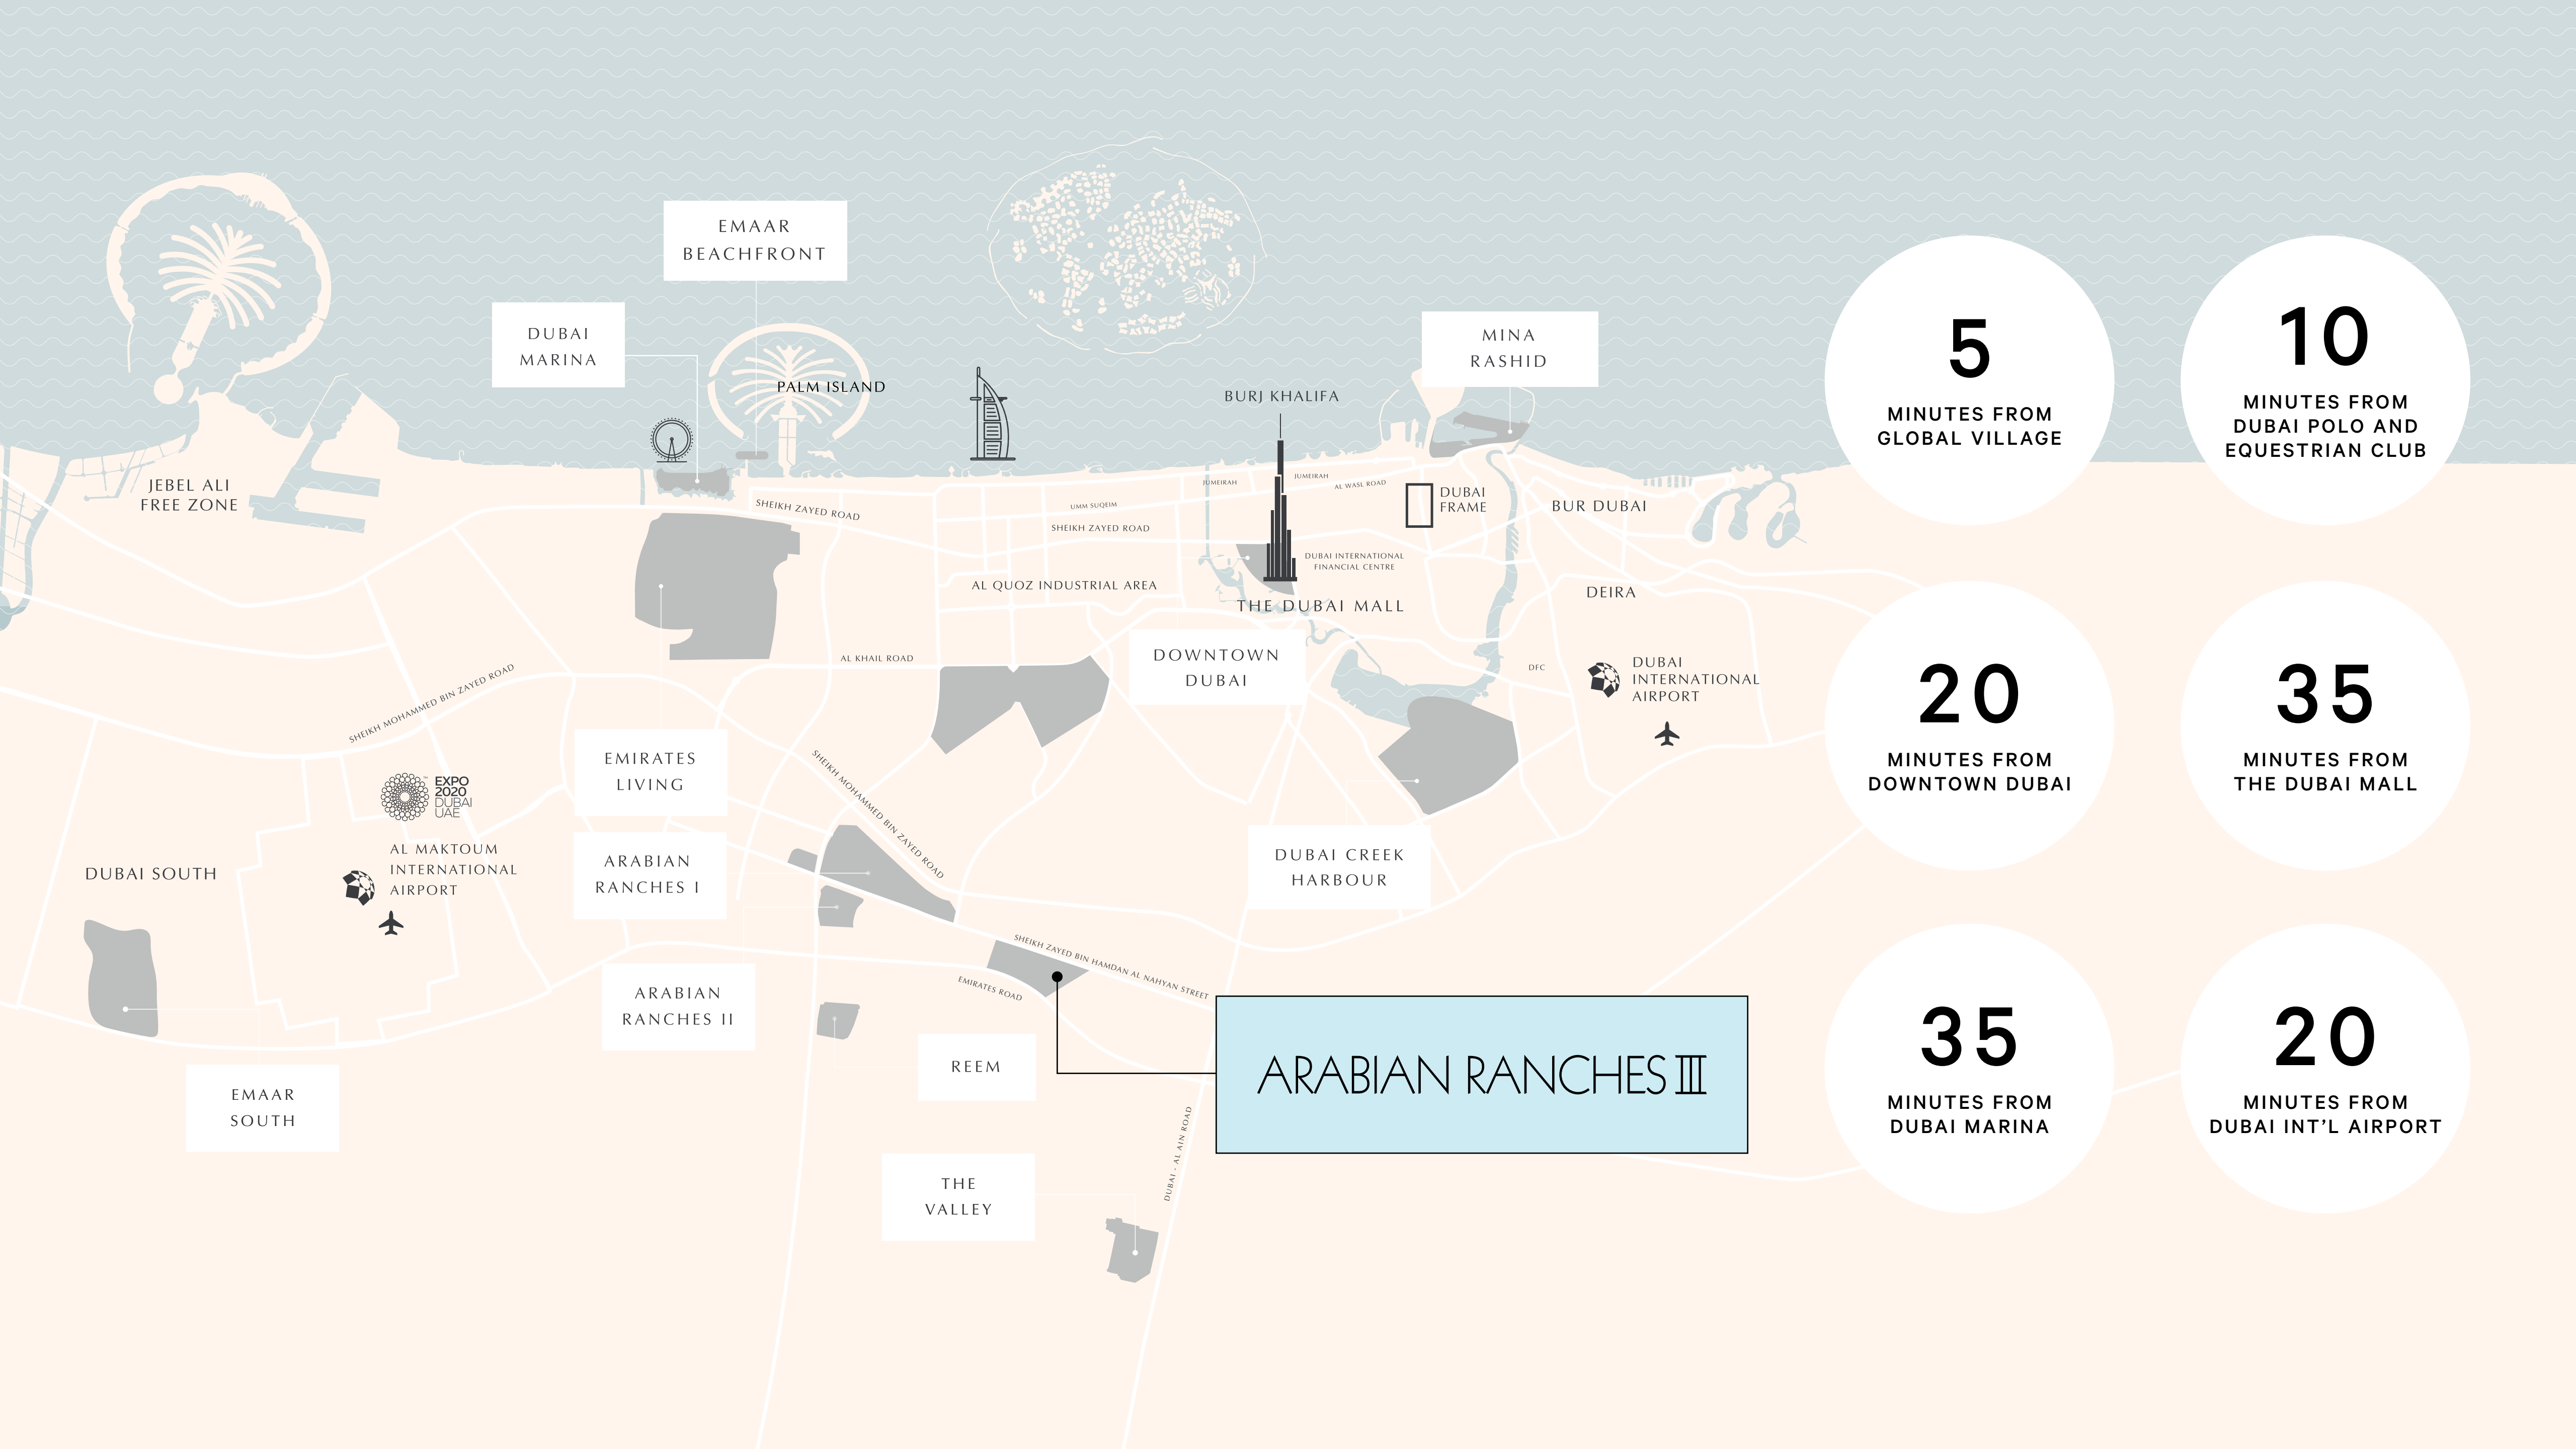 EMAAR
BEACHFRONT
DUBAI
MARINA
PALM ISLAND
BURJ KHALIFA
MINA
RASHID
JEBEL ALI
FREE ZONE
SHEIKH ZAYED ROAD
UMM SUQEIM
SHEIKH ZAYED ROAD
JUMEIRAH
JUMEIRAH
AL WASL ROAD
DUBAI
FRAME
BUR DUBAI
DUBAI INTERNATIONAL
FINANCIAL CENTRE
AL QUOZ INDUSTRIAL AREA
THE DUBAI MALL
DEIRA
AL KHAIL ROAD
DOWNTOWN
DUBAI
DFC
DUBAI
INTERNATIONAL
AIRPORT
SHEIKH MOHAMMED BIN ZAYED ROAD
EMIRATES
LIVING
SHEIKH MOHAMMED BIN ZAYED ROAD
EXPO
2020
DUBAI
UAE
AL MAKTOUM
INTERNATIONAL
AIRPORT
DUBAI SOUTH
ARABIAN
RANCHES I
DUBAI CREEK
HARBOUR
SHEIKH ZAYED BIN HAMDAN AL NAHYAN STREET
EMIRATES ROAD
ARABIAN
RANCHES II
REEM
ARABIAN RANCHES III
EMAAR
SOUTH
DUBAI - AL AIN ROAD
THE
VALLEY
5
MINUTES FROM
GLOBAL VILLAGE
10
MINUTES FROM
DUBAI POLO AND
EQUESTRIAN CLUB
20
MINUTES FROM
DOWNTOWN DUBAI
35
MINUTES FROM
THE DUBAI MALL
35
MINUTES FROM
DUBAI MARINA
20
MINUTES FROM
DUBAI INT’L AIRPORT